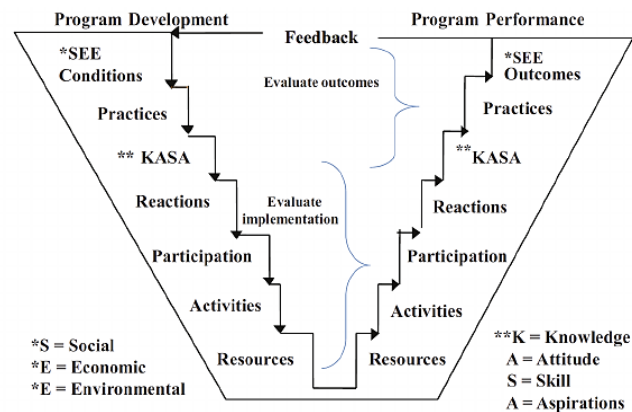 Program Development
Program Performance
Feedback
*SEE
Conditions
Practices
** KASA
Reactions
Participation
Activities
Resources
Evaluate outcomes
Evaluate
implementation
*SEE
Outcomes
Practices
**KASA
Reactions
Participation
Activities
Resources
*S = Social
*E = Economic
*E = Environmental
**K = Knowledge
A = Attitude
S = Skill
A = Aspirations